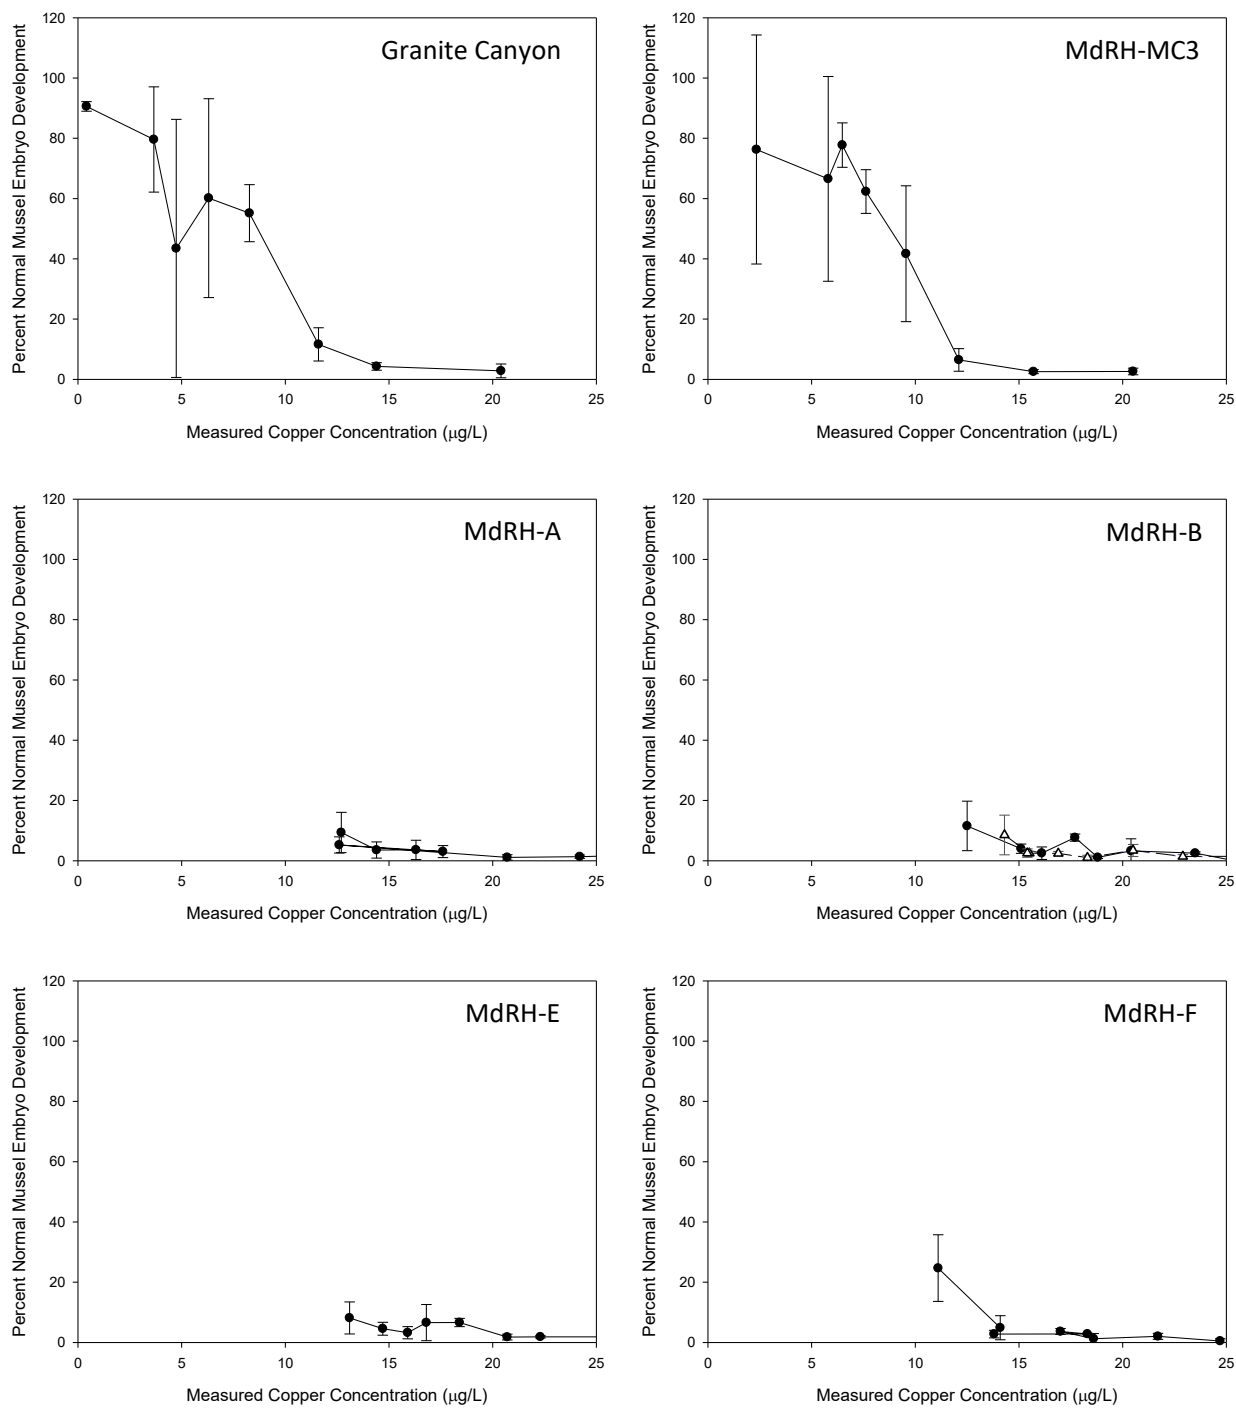 Granite Canyon
Percent Normal Mussel Embryo Development
120
100
80
60
40
20
0
0 5 10 15 20 25
Measured Copper Concentration (μg/L)
MdRH-MC3
Percent Normal Mussel Embryo Development
120
100
80
60
40
20
0
0 5 10 15 20 25
Measured Copper Concentration (μg/L)
MdRH-A
Percent Normal Mussel Embryo Development
120
100
80
60
40
20
0
0 5 10 15 20 25
Measured Copper Concentration (μg/L)
MdRH-B
Percent Normal Mussel Embryo Development
120
100
80
60
40
20
0
0 5 10 15 20 25
Measured Copper Concentration (μg/L)
MdRH-E
Percent Normal Mussel Embryo Development
120
100
80
60
40
20
0
0 5 10 15 20 25
Measured Copper Concentration (μg/L)
MdRH-F
Percent Normal Mussel Embryo Development
120
100
80
60
40
20
0
0 5 10 15 20 25
Measured Copper Concentration (μg/L)